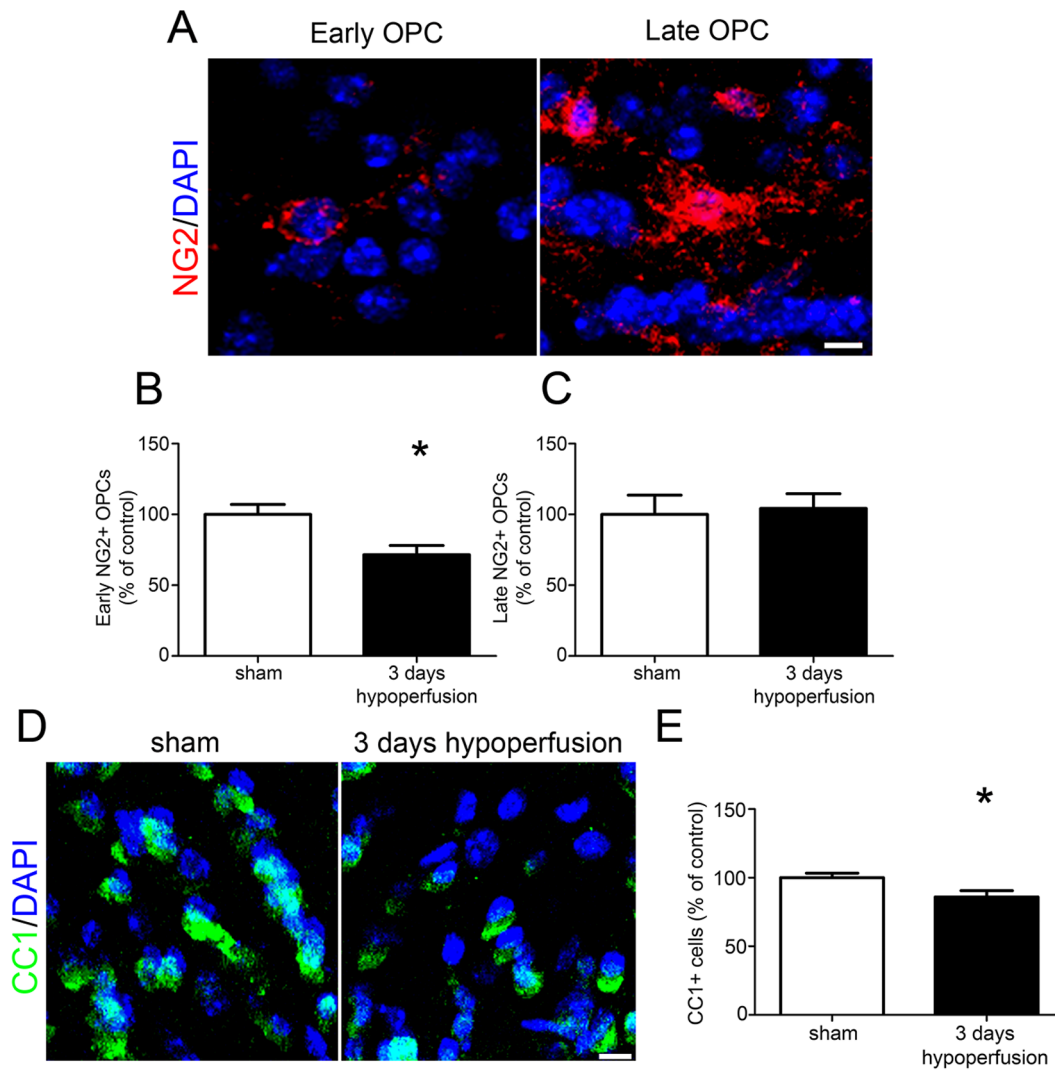 A
Early OPC
Late OPC
NG2/DAPI
B
C
Early NG2+ OPCs
(% of control)
150
100
50
0
*
sham
3 days
hypoperfusion
Late NG2+ OPCs
(% of control)
150
100
50
0
sham
3 days
hypoperfusion
D
sham
3 days hypoperfusion
CC1/DAPI
E
CC1+ cells (% of control)
150
100
50
0
*
sham
3 days
hypoperfusion